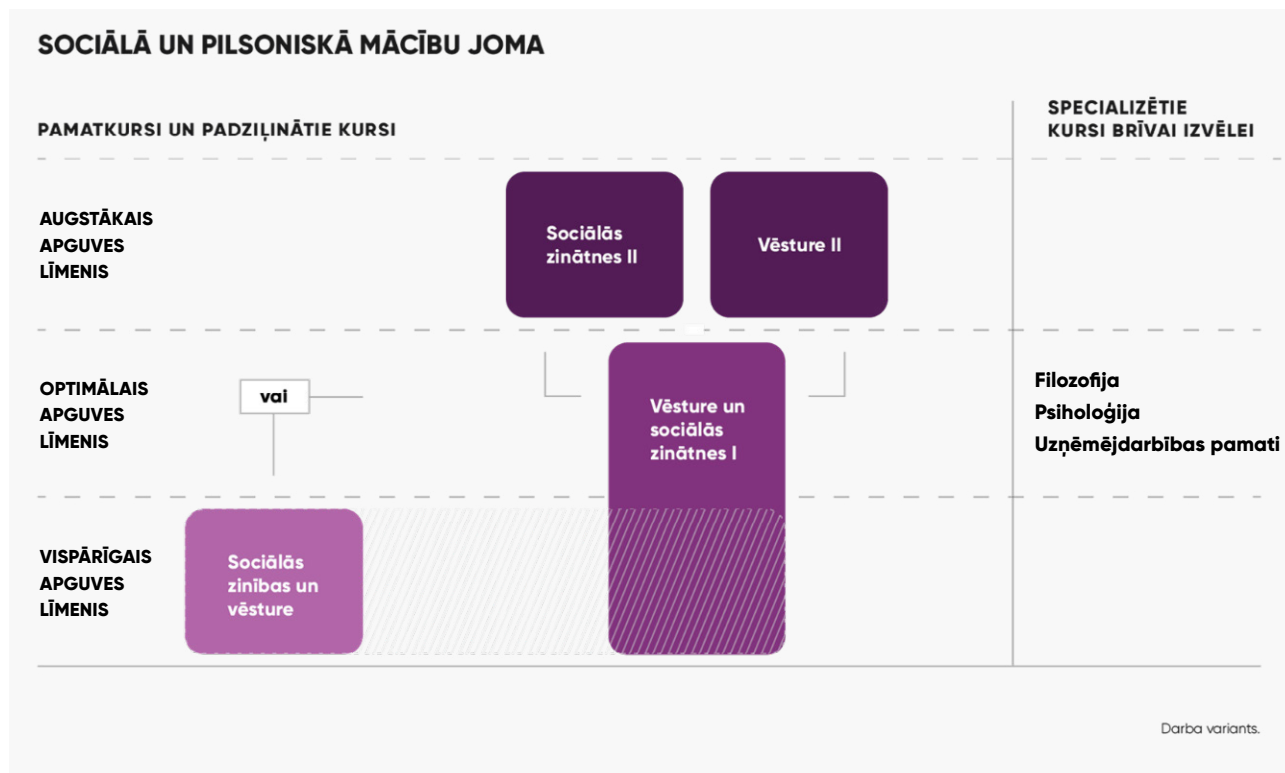 SOCIĀLĀ UN PILSONISKĀ MĀCĪBU JOMA
PAMATKURSI UN PADZIĻINĀTIE KURSI
SPECIALIZĒTIE
KURSI BRĪVAI IZVĒLEI
AUGSTĀKAIS
APGUVES
LĪMENIS
Sociālās
zinātnes II
Vēsture II
OPTIMĀLAIS
APGUVES
LĪMENIS
vai
Vēsture un
sociālās
zinātnes I
Filozofija
Psiholoģija
Uzņēmējdarbības pamati
VISPĀRĪGAIS
APGUVES
LĪMENIS
Sociālās
zinības un
vēsture
Darba variants.